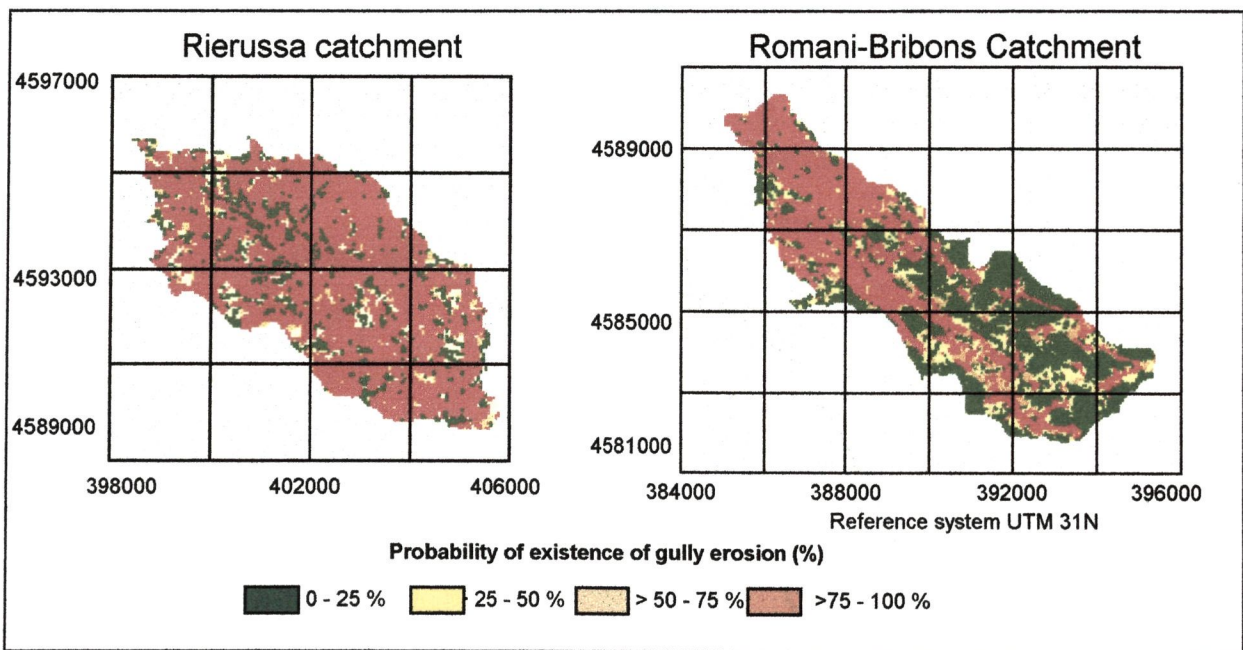 Rierussa catchment
Romani-Bribons Catchment
4597000
4593000
4589000
398000 402000 406000
4589000
4585000
4581000
384000 388000 392000 396000
Reference system UTM 31N
Probability of existence of gully erosion (%)
0 - 25 % 25 - 50 % > 50 - 75 % >75 - 100 %